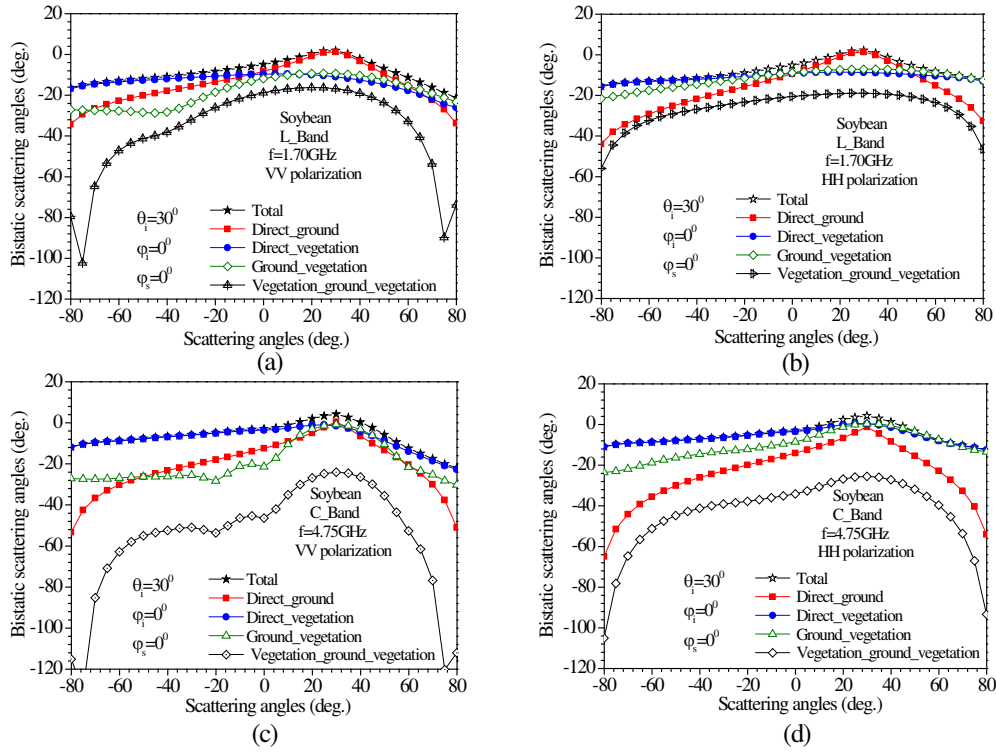 20
0
-20
-40
-60
-80
-100
-120
Bistatic scattering angles (deg.)
Soybean
L_Band
f=1.70GHz
VV polarization
θi=30⁰
φi=0⁰
φs=0⁰
Total
Direct_ground
Direct_vegetation
Ground_vegetation
Vegetation_ground_vegetation
-80 -60 -40 -20 0 20 40 60 80
Scattering angles (deg.)
(a)
20
0
-20
-40
-60
-80
-100
-120
Bistatic scattering angles (deg.)
Soybean
L_Band
f=1.70GHz
HH polarization
θi=30⁰
φi=0⁰
φs=0⁰
Total
Direct_ground
Direct_vegetation
Ground_vegetation
Vegetation_ground_vegetation
-80 -60 -40 -20 0 20 40 60 80
Scattering angles (deg.)
(b)
20
0
-20
-40
-60
-80
-100
-120
Bistatic scattering angles (deg.)
Soybean
C_Band
f=4.75GHz
VV polarization
θi=30⁰
φi=0⁰
φs=0⁰
Total
Direct_ground
Direct_vegetation
Ground_vegetation
Vegetation_ground_vegetation
-80 -60 -40 -20 0 20 40 60 80
Scattering angles (deg.)
(c)
20
0
-20
-40
-60
-80
-100
-120
Bistatic scattering angles (deg.)
Soybean
C_Band
f=4.75GHz
HH polarization
θi=30⁰
φi=0⁰
φs=0⁰
Total
Direct_ground
Direct_vegetation
Ground_vegetation
Vegetation_ground_vegetation
-80 -60 -40 -20 0 20 40 60 80
Scattering angles (deg.)
(d)